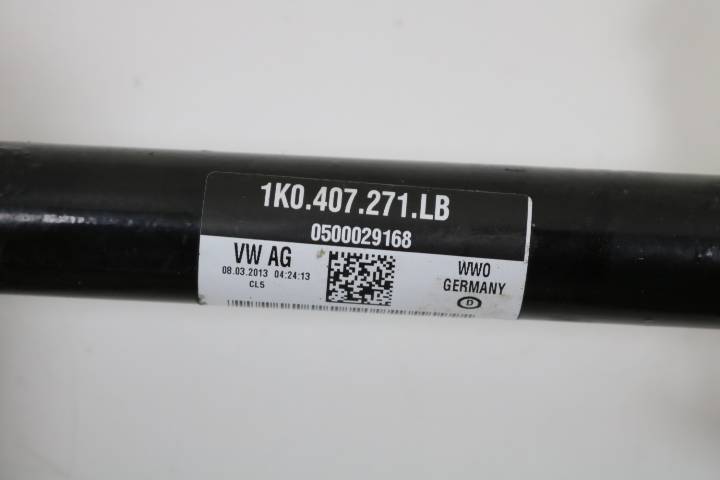 1K0.407.271.LB
0500029168
VW AG
08.03.2013 04:24:13
CL5
WWO
GERMANY
D